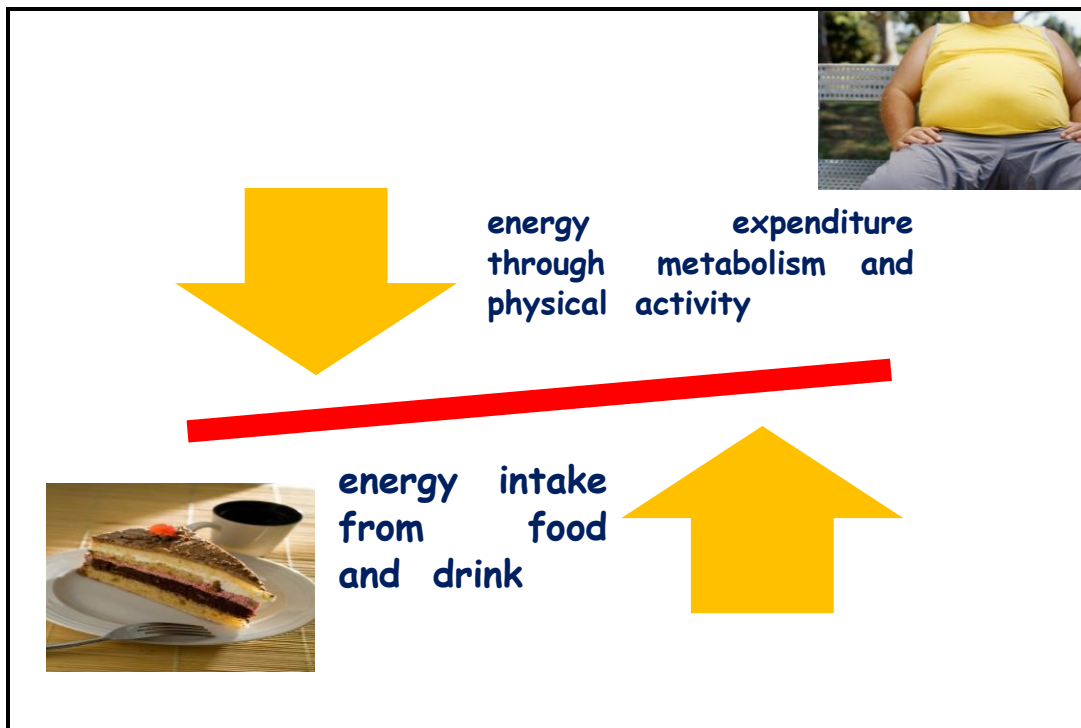 energy expenditure
through metabolism and
physical activity
energy intake
from food
and drink